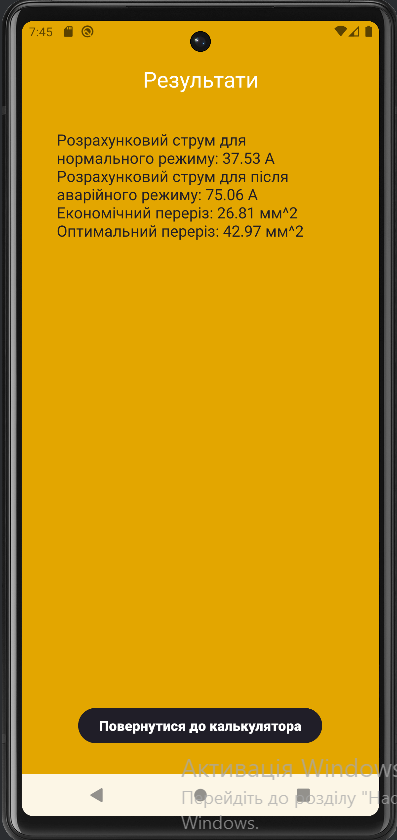 7:45
Результати
Розрахунковий струм для
нормального режиму: 37.53 А
Розрахунковий струм для після
аварійного режиму: 75.06 А
Економічний переріз: 26.81 мм^2
Оптимальний переріз: 42.97 мм^2
Повернутися до калькулятора
Активація Windows
Перейдіть до розділу "Нас
Windows.